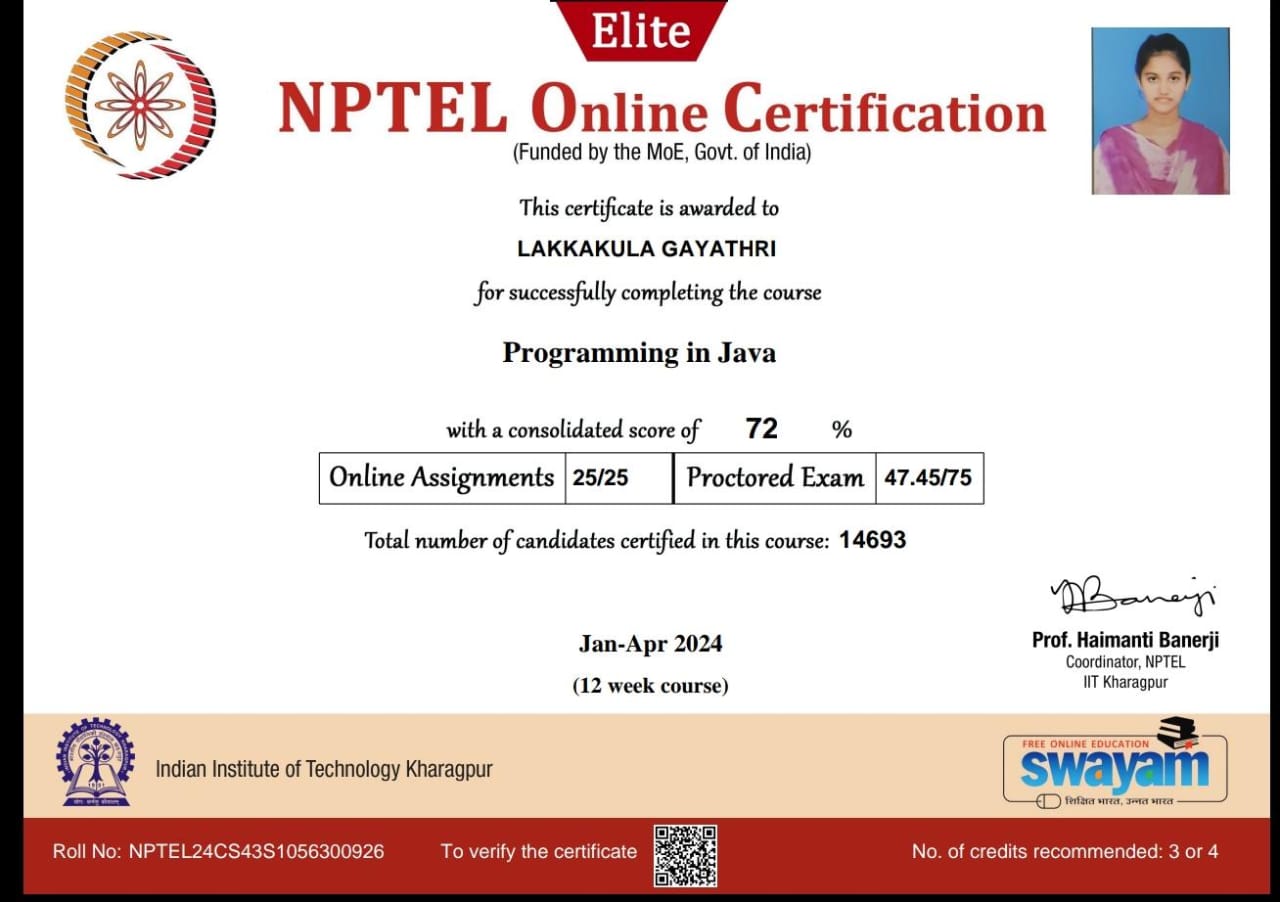 Elite
NPTEL Online Certification
(Funded by the MoE, Govt. of India)
This certificate is awarded to
LAKKAKULA GAYATHRI
for successfully completing the course
Programming in Java
with a consolidated score of 72 %
Online Assignments 25/25 Proctored Exam 47.45/75
Total number of candidates certified in this course: 14693
Jan-Apr 2024
(12 week course)
Prof. Haimanti Banerji
Coordinator, NPTEL
IIT Kharagpur
Indian Institute of Technology Kharagpur
FREE ONLINE EDUCATION
swayam
शिक्षित भारत, उन्नत भारत
Roll No: NPTEL24CS43S1056300926 To verify the certificate No. of credits recommended: 3 or 4